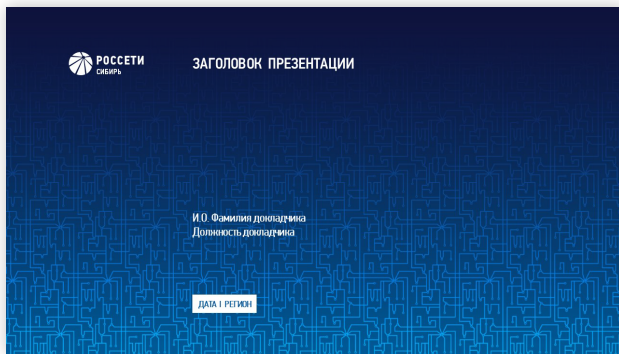 РОССЕТИ
СИБИРЬ
ЗАГОЛОВОК ПРЕЗЕНТАЦИИ
И.О. Фамилия докладчика
Должность докладчика
ДАТА I РЕГИОН